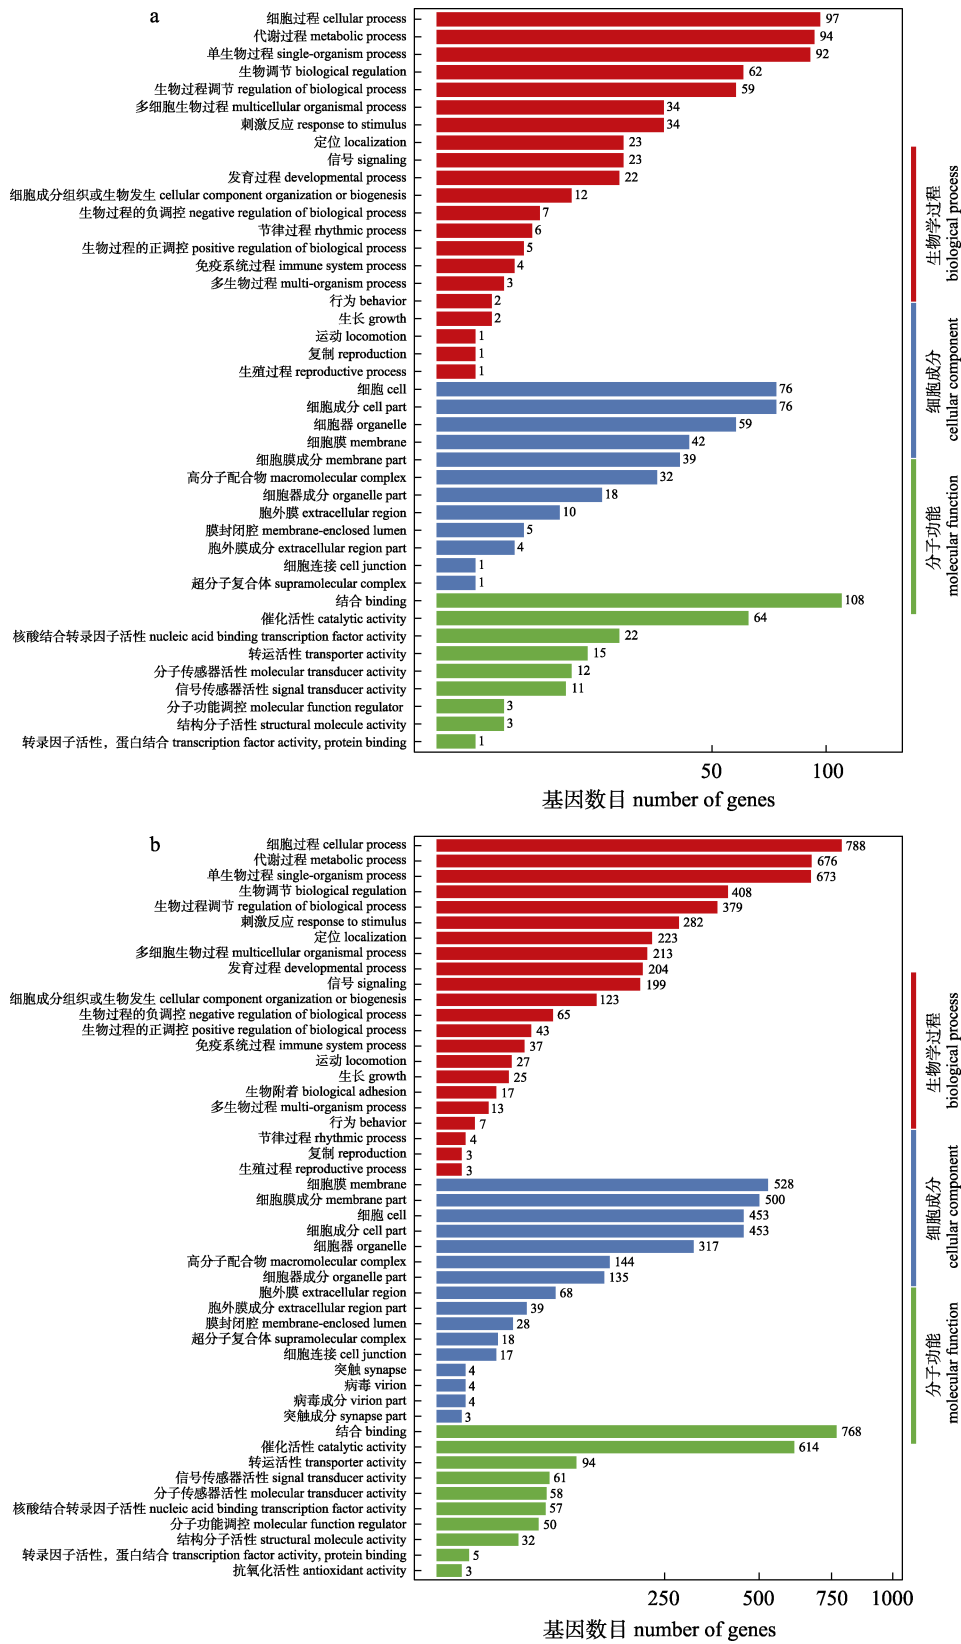 a
细胞过程 cellular process 97
代谢过程 metabolic process 94
单生物过程 single-organism process 92
生物调节 biological regulation 62
生物过程调节 regulation of biological process 59
多细胞生物过程 multicellular organismal process 34
刺激反应 response to stimulus 34
定位 localization 23
信号 signaling 23
发育过程 developmental process 22
细胞成分组织或生物发生 cellular component organization or biogenesis 12
生物过程的负调控 negative regulation of biological process 7
节律过程 rhythmic process 6
生物过程的正调控 positive regulation of biological process 5
免疫系统过程 immune system process 4
多生物过程 multi-organism process 3
行为 behavior 2
生长 growth 2
运动 locomotion 1
复制 reproduction 1
生殖过程 reproductive process 1
细胞 cell 76
细胞成分 cell part 76
细胞器 organelle 59
细胞膜 membrane 42
细胞膜成分 membrane part 39
高分子配合物 macromolecular complex 32
细胞器成分 organelle part 18
胞外膜 extracellular region 10
膜封闭腔 membrane-enclosed lumen 5
胞外膜成分 extracellular region part 4
细胞连接 cell junction 1
超分子复合体 supramolecular complex 1
结合 binding 108
催化活性 catalytic activity 64
核酸结合转录因子活性 nucleic acid binding transcription factor activity 22
转运活性 transporter activity 15
分子传感器活性 molecular transducer activity 12
信号传感器活性 signal transducer activity 11
分子功能调控 molecular function regulator 3
结构分子活性 structural molecule activity 3
转录因子活性，蛋白结合 transcription factor activity, protein binding 1
50 100
基因数目 number of genes
生物学过程
biological process
细胞成分
cellular component
分子功能
molecular function
b
细胞过程 cellular process 788
代谢过程 metabolic process 676
单生物过程 single-organism process 673
生物调节 biological regulation 408
生物过程调节 regulation of biological process 379
刺激反应 response to stimulus 282
定位 localization 223
多细胞生物过程 multicellular organismal process 213
发育过程 developmental process 204
信号 signaling 199
细胞成分组织或生物发生 cellular component organization or biogenesis 123
生物过程的负调控 negative regulation of biological process 65
生物过程的正调控 positive regulation of biological process 43
免疫系统过程 immune system process 37
运动 locomotion 27
生长 growth 25
生物附着 biological adhesion 17
多生物过程 multi-organism process 13
行为 behavior 7
节律过程 rhythmic process 4
复制 reproduction 3
生殖过程 reproductive process 3
细胞膜 membrane 528
细胞膜成分 membrane part 500
细胞 cell 453
细胞成分 cell part 453
细胞器 organelle 317
高分子配合物 macromolecular complex 144
细胞器成分 organelle part 135
胞外膜 extracellular region 68
胞外膜成分 extracellular region part 39
膜封闭腔 membrane-enclosed lumen 28
超分子复合体 supramolecular complex 18
细胞连接 cell junction 17
突触 synapse 4
病毒 virion 4
病毒成分 virion part 4
突触成分 synapse part 3
结合 binding 768
催化活性 catalytic activity 614
转运活性 transporter activity 94
信号传感器活性 signal transducer activity 61
分子传感器活性 molecular transducer activity 58
核酸结合转录因子活性 nucleic acid binding transcription factor activity 57
分子功能调控 molecular function regulator 50
结构分子活性 structural molecule activity 32
转录因子活性，蛋白结合 transcription factor activity, protein binding 5
抗氧化活性 antioxidant activity 3
250 500 750 1000
基因数目 number of genes
生物学过程
biological process
细胞成分
cellular component
分子功能
molecular function